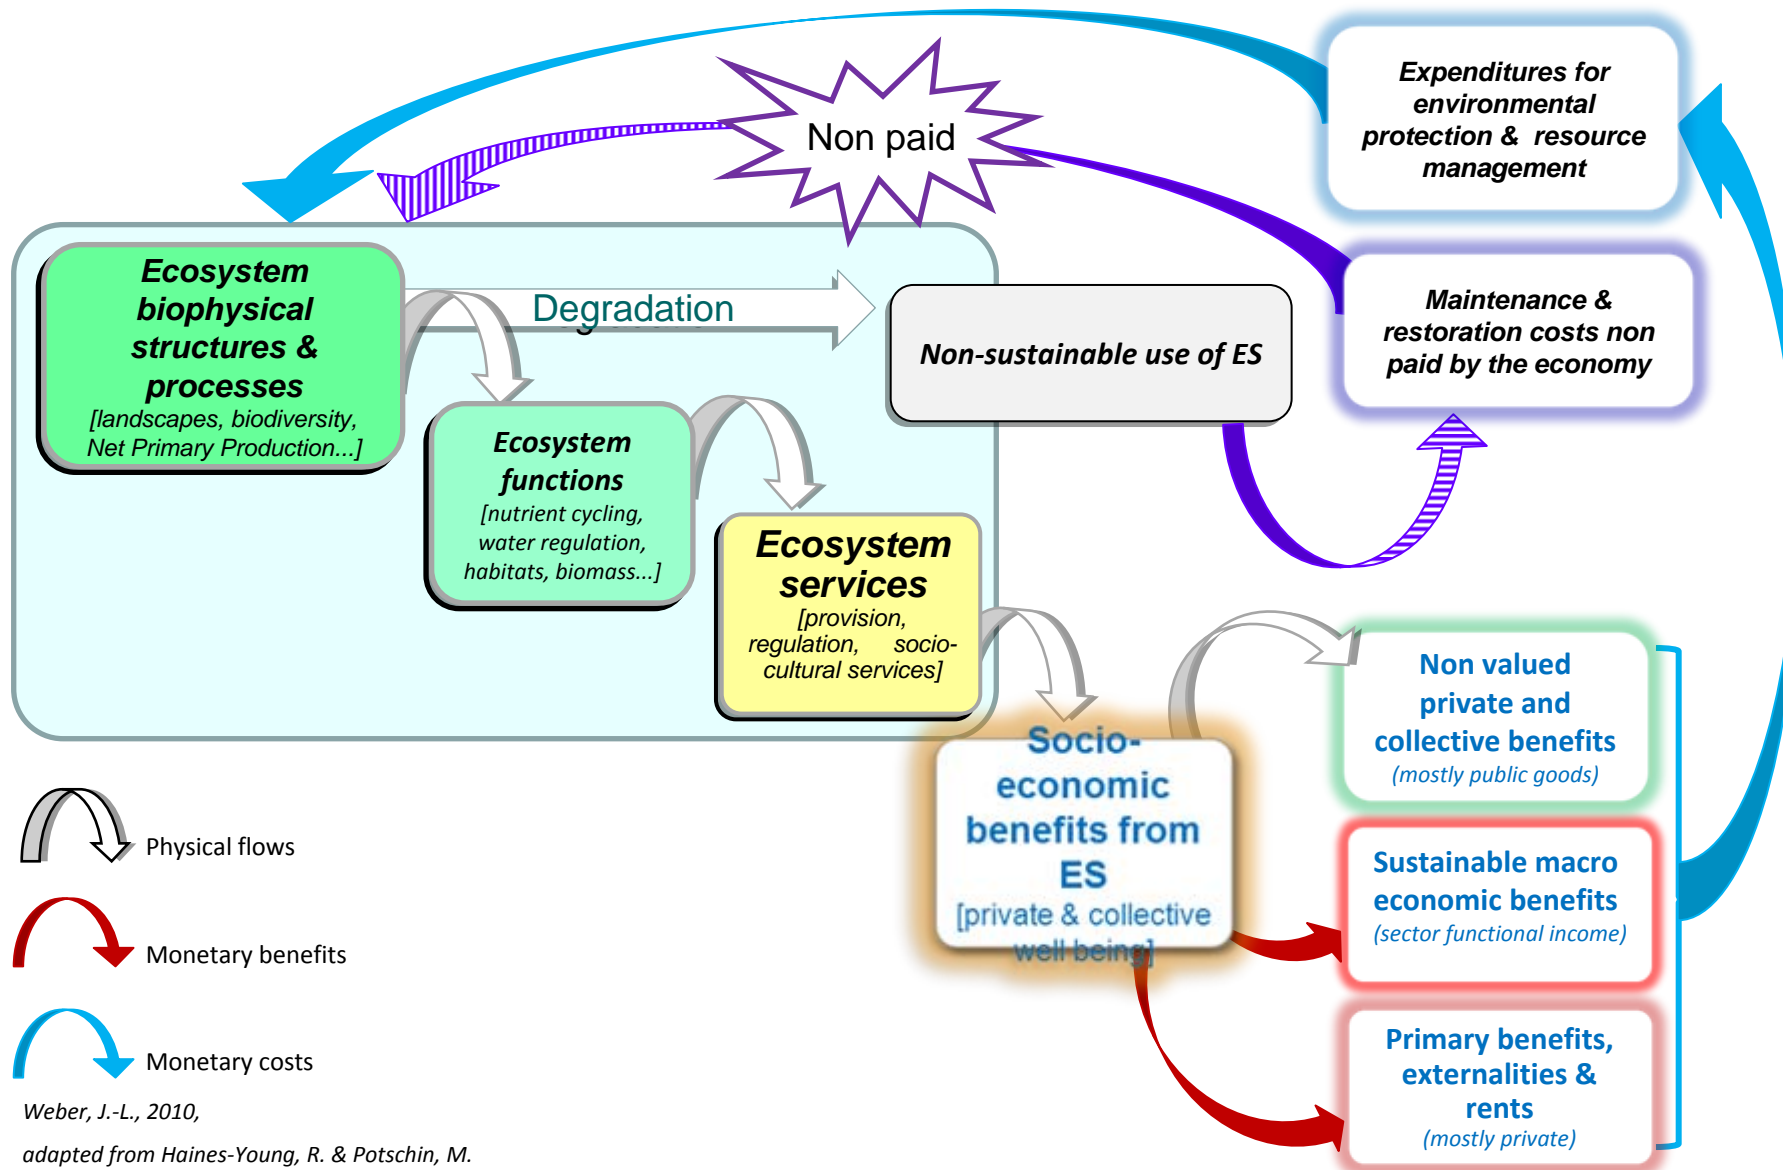 Expenditures for
environmental
protection & resource
management
Non paid
Ecosystem
biophysical
structures &
processes
[landscapes, biodiversity,
Net Primary Production...]
Degradation
Non-sustainable use of ES
Maintenance &
restoration costs non
paid by the economy
Ecosystem
functions
[nutrient cycling,
water regulation,
habitats, biomass...]
Ecosystem
services
[provision,
regulation, socio-
cultural services]
Socio-
economic
benefits from
ES
[private & collective
well being]
Non valued
private and
collective benefits
(mostly public goods)
Sustainable macro
economic benefits
(sector functional income)
Primary benefits,
externalities &
rents
(mostly private)
Physical flows
Monetary benefits
Monetary costs
Weber, J.-L., 2010,
adapted from Haines-Young, R. & Potschin, M.